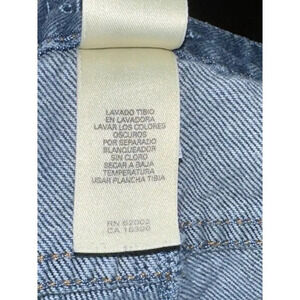 LAVADO TIBIO
EN LAVADORA
LAVAR LOS COLORES
OSCUROS
POR SEPARADO
BLANQUEADOR
SIN CLORO
SECAR A BAJA
TEMPERATURA
USAR PLANCHA TIBIA
RN 52002
CA 16390